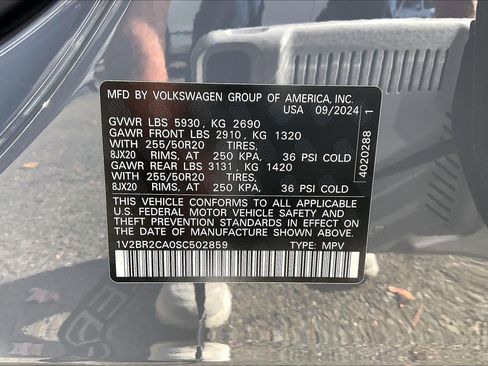 MFD BY VOLKSWAGEN GROUP OF AMERICA, INC.
USA 09/2024
GVWR LBS 5930, KG 2690
GAWR FRONT LBS 2910, KG 1320
WITH 255/50R20 TIRES,
8JX20 RIMS, AT 250 KPA, 36 PSI COLD
GAWR REAR LBS 3131, KG 1420
WITH 255/50R20 TIRES,
8JX20 RIMS, AT 250 KPA, 36 PSI COLD
THIS VEHICLE CONFORMS TO ALL APPLICABLE
U.S. FEDERAL MOTOR VEHICLE SAFETY AND
THEFT PREVENTION STANDARDS IN EFFECT ON
THE DATE OF MANUFACTURE SHOWN ABOVE.
1V2BR2CA0SC502859 TYPE: MPV
4020288 1